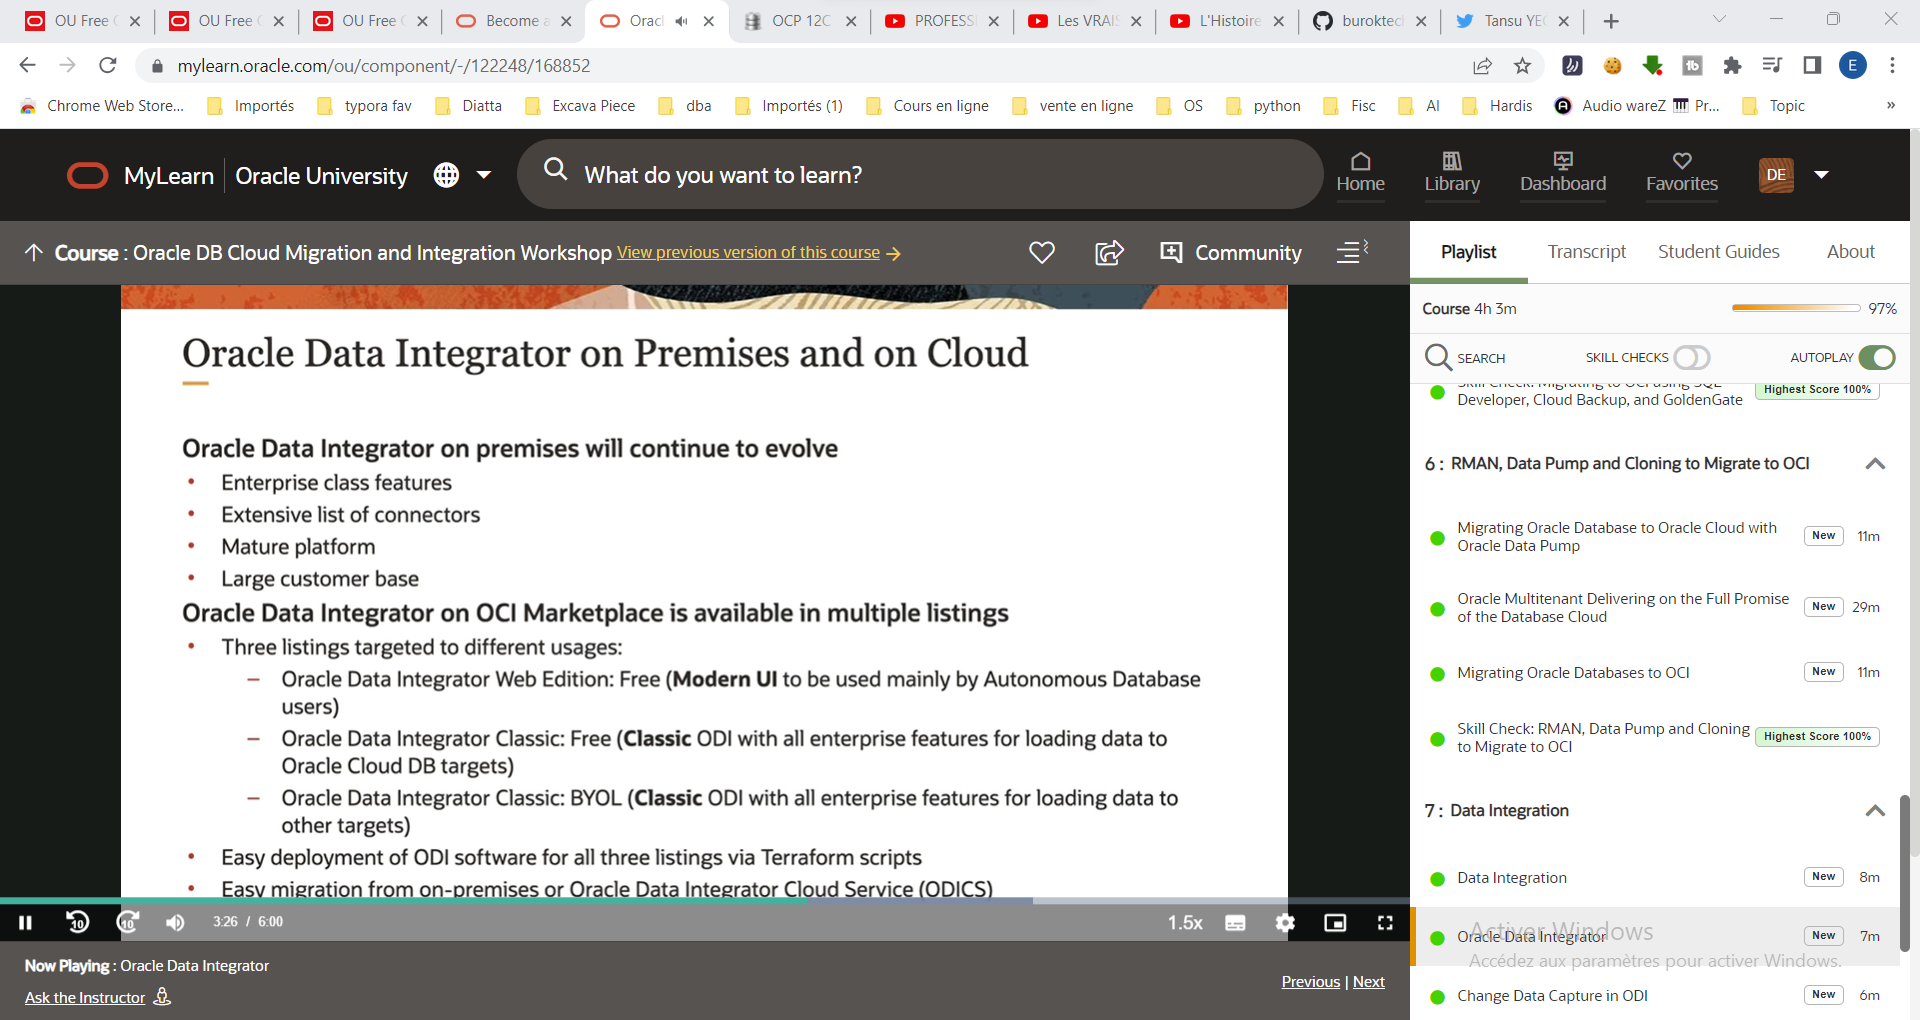 OU Free
OU Free
OU Free
Become a
Oracl
OCP 12C
PROFESS
Les VRAI
L'Histoire
buroktec
Tansu YE
mylearn.oracle.com/ou/component/-/122248/168852
E
Chrome Web Store...
Importés
typora fav
Diatta
Excava Piece
dba
Importés (1)
Cours en ligne
vente en ligne
OS
python
Fisc
AI
Hardis
Audio wareZ
Pr...
Topic
»
MyLearn
Oracle University
What do you want to learn?
Home
Library
Dashboard
Favorites
DE
Course : Oracle DB Cloud Migration and Integration Workshop View previous version of this course →
Community
Playlist
Transcript
Student Guides
About
Course 4h 3m
97%
SEARCH
SKILL CHECKS
AUTOPLAY
Oracle Data Integrator on Premises and on Cloud
Oracle Data Integrator on premises will continue to evolve
• Enterprise class features
• Extensive list of connectors
• Mature platform
• Large customer base
Oracle Data Integrator on OCI Marketplace is available in multiple listings
• Three listings targeted to different usages:
– Oracle Data Integrator Web Edition: Free (Modern UI to be used mainly by Autonomous Database
users)
– Oracle Data Integrator Classic: Free (Classic ODI with all enterprise features for loading data to
Oracle Cloud DB targets)
– Oracle Data Integrator Classic: BYOL (Classic ODI with all enterprise features for loading data to
other targets)
• Easy deployment of ODI software for all three listings via Terraform scripts
• Easy migration from on-premises or Oracle Data Integrator Cloud Service (ODICS)
10
10
3:26 / 6:00
1.5x
Now Playing : Oracle Data Integrator
Ask the Instructor
Previous | Next
Skill Check: Migrating to OCI using SQL
Developer, Cloud Backup, and GoldenGate
Highest Score 100%
6 : RMAN, Data Pump and Cloning to Migrate to OCI
Migrating Oracle Database to Oracle Cloud with
Oracle Data Pump
New
11m
Oracle Multitenant Delivering on the Full Promise
of the Database Cloud
New
29m
Migrating Oracle Databases to OCI
New
11m
Skill Check: RMAN, Data Pump and Cloning
to Migrate to OCI
Highest Score 100%
7 : Data Integration
Data Integration
New
8m
Oracle Data Integrator
New
7m
Activer Windows
Accédez aux paramètres pour activer Windows.
Change Data Capture in ODI
New
6m